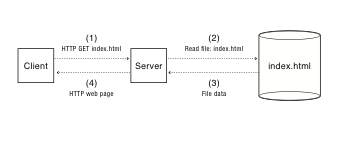 (1)
HTTP GET index.html
(2)
Read file: index.html
Client
Server
index.html
(4)
HTTP web page
(3)
File data